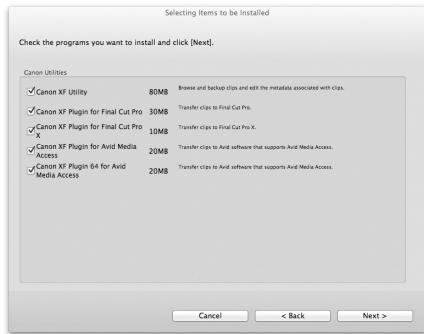 Selecting Items to be Installed
Check the programs you want to install and click [Next].
Canon Utilities
Canon XF Utility 80MB Browse and backup clips and edit the metadata associated with clips.
Canon XF Plugin for Final Cut Pro 30MB Transfer clips to Final Cut Pro.
Canon XF Plugin for Final Cut Pro
X 10MB Transfer clips to Final Cut Pro X.
Canon XF Plugin for Avid Media
Access 20MB Transfer clips to Avid software that supports Avid Media Access.
Canon XF Plugin 64 for Avid
Media Access 20MB Transfer clips to Avid software that supports Avid Media Access.
Cancel < Back Next >